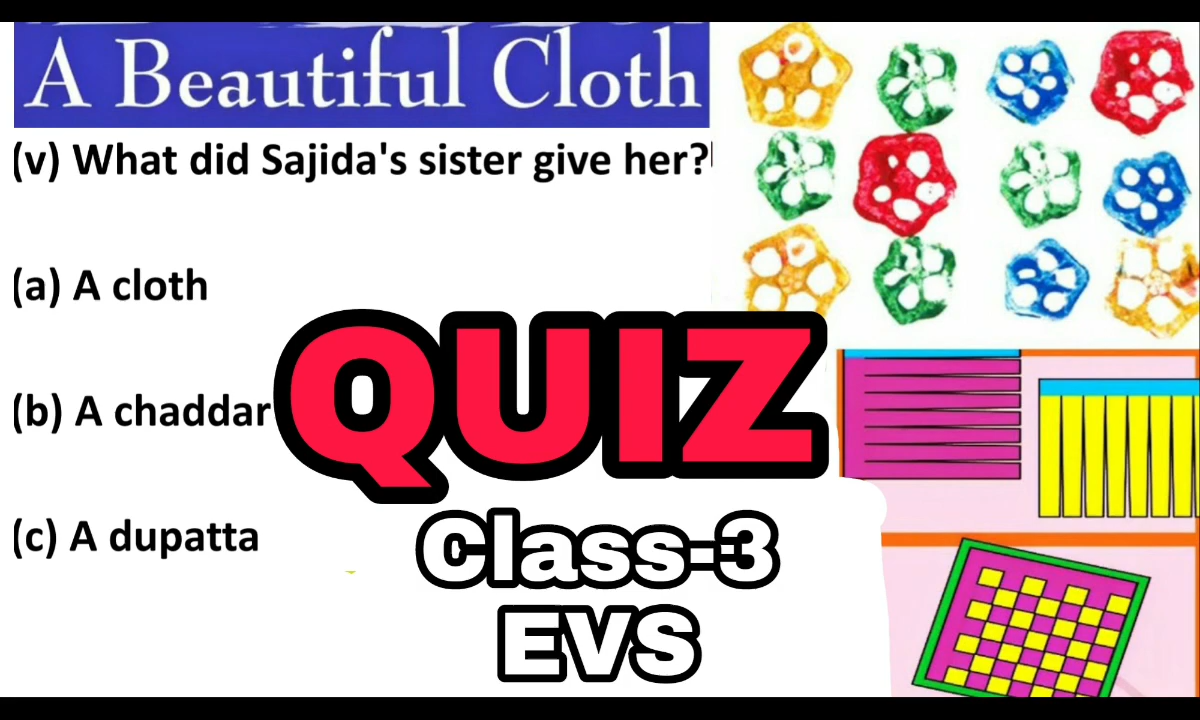 A Beautiful Cloth
(v) What did Sajida's sister give her?
(a) A cloth
(b) A chaddar
(c) A dupatta
QUIZ
Class-3
EVS